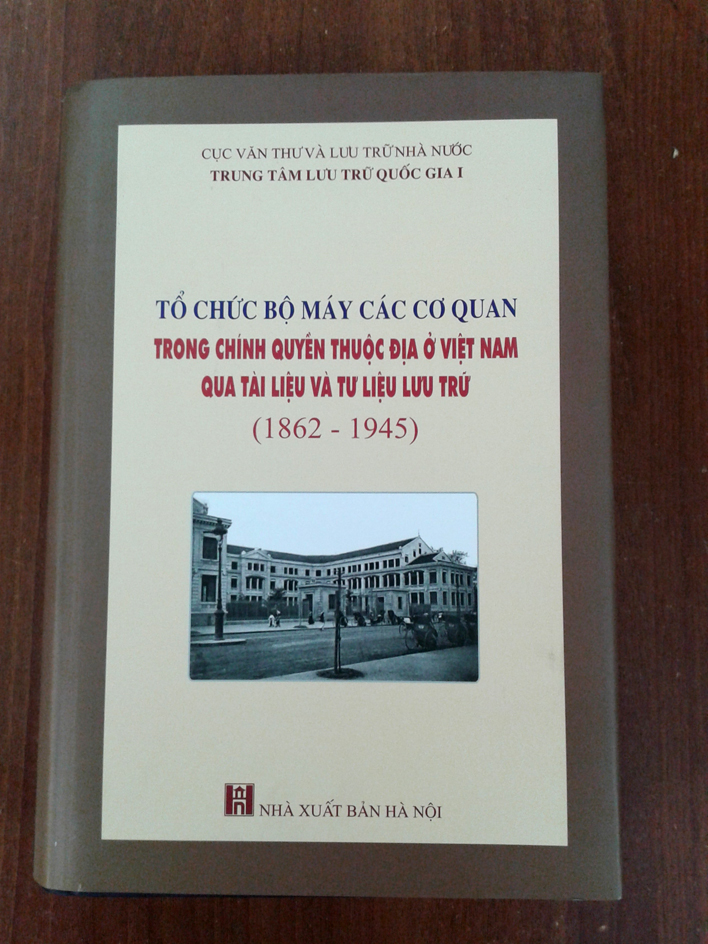 CỤC VĂN THƯ VÀ LƯU TRỮ NHÀ NƯỚC
TRUNG TÂM LƯU TRỮ QUỐC GIA I
TỔ CHỨC BỘ MÁY CÁC CƠ QUAN
TRONG CHÍNH QUYỀN THUỘC ĐỊA Ở VIỆT NAM
QUA TÀI LIỆU VÀ TƯ LIỆU LƯU TRỮ
(1862 - 1945)
NHÀ XUẤT BẢN HÀ NỘI